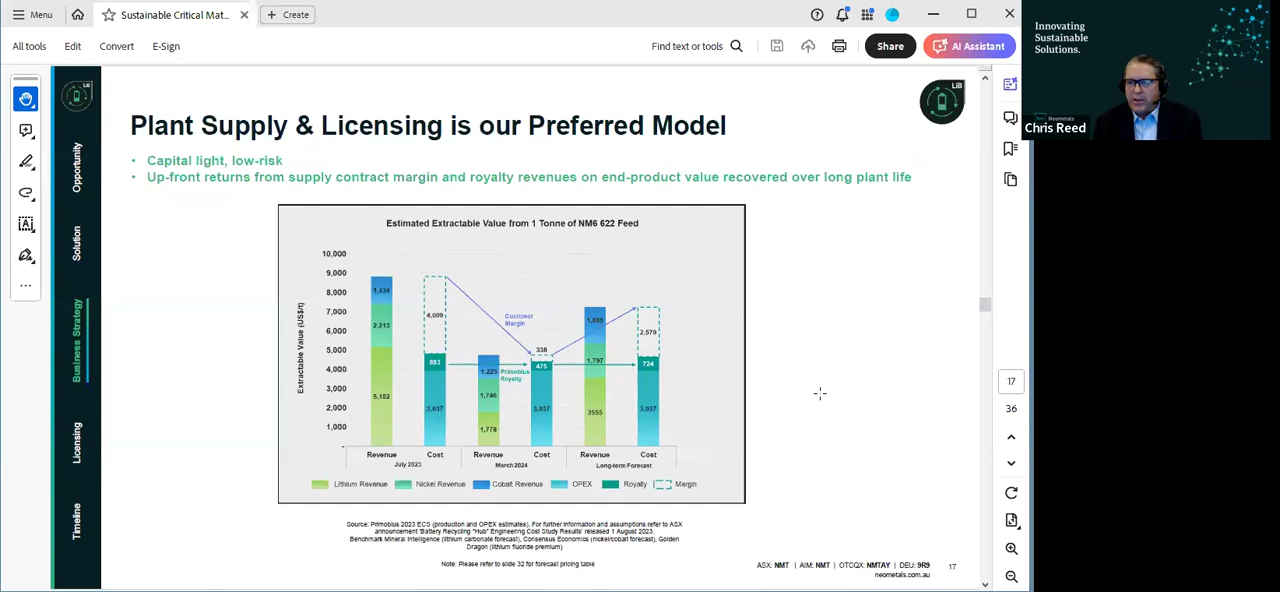 Menu
Sustainable Critical Mat...
Create
All tools
Edit
Convert
E-Sign
Find text or tools
Share
AI Assistant
Innovating
Sustainable
Solutions.
Neometals
Chris Reed
LiB
Opportunity
Solution
Business Strategy
Licensing
Timeline
Plant Supply & Licensing is our Preferred Model
• Capital light, low-risk
• Up-front returns from supply contract margin and royalty revenues on end-product value recovered over long plant life
Estimated Extractable Value from 1 Tonne of NM6 622 Feed
Extractable Value (US$/t)
10,000
9,000
8,000
7,000
6,000
5,000
4,000
3,000
2,000
1,000
-
1,434
2,213
5,182
4,009
883
3,937
1,225
1,746
1,778
338
475
3,937
1,888
1,797
3555
2,579
724
3,937
Customer
Margin
Primobius
Royalty
Revenue Cost Revenue Cost Revenue Cost
July 2023 March 2024 Long-term Forecast
Lithium Revenue Nickel Revenue Cobalt Revenue OPEX Royalty Margin
Source: Primobius 2023 ECS (production and OPEX estimates). For further information and assumptions refer to ASX
announcement 'Battery Recycling "Hub" Engineering Cost Study Results' released 1 August 2023.
Benchmark Mineral Intelligence (lithium carbonate forecast), Consensus Economics (nickel/cobalt forecast), Golden
Dragon (lithium fluoride premium)
Note: Please refer to slide 32 for forecast pricing table
ASX: NMT | AIM: NMT | OTCQX: NMTAY | DEU: 9R9
neometals.com.au
17
17
36